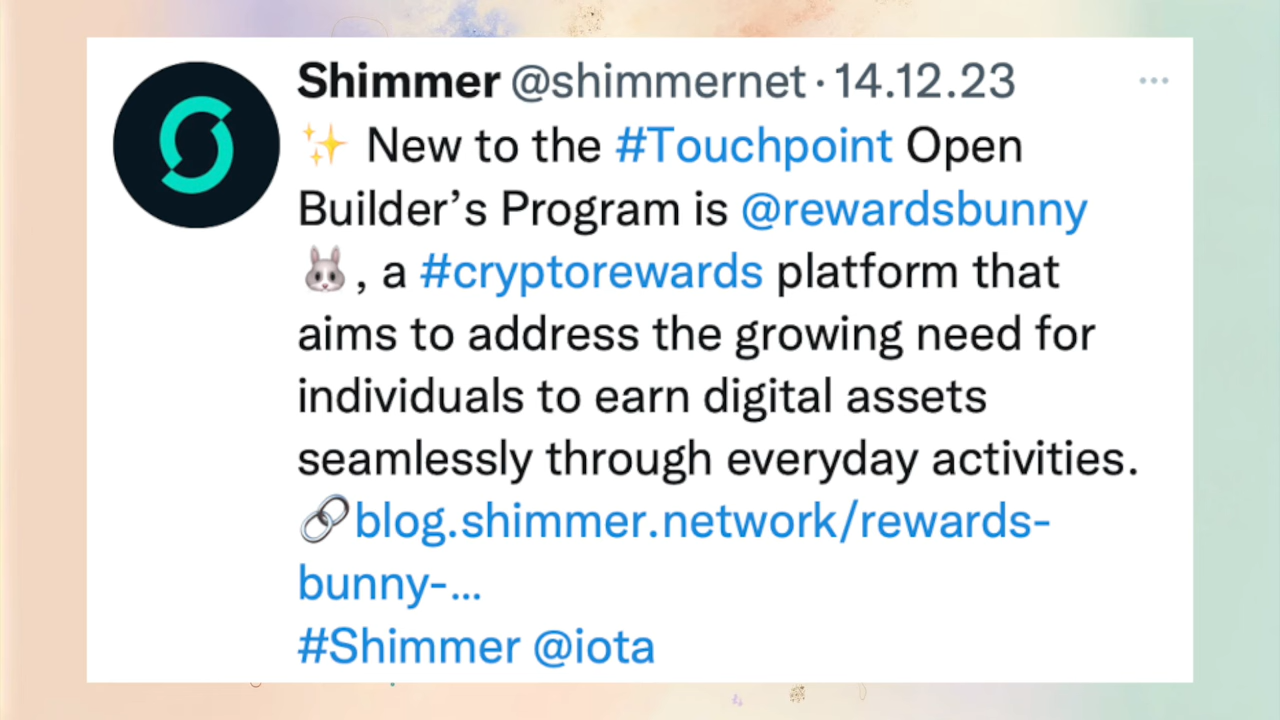 Shimmer @shimmernet · 14.12.23
✨ New to the #Touchpoint Open
Builder’s Program is @rewardsbunny
🐰, a #cryptorewards platform that
aims to address the growing need for
individuals to earn digital assets
seamlessly through everyday activities.
🔗blog.shimmer.network/rewards-
bunny-...
#Shimmer @iota